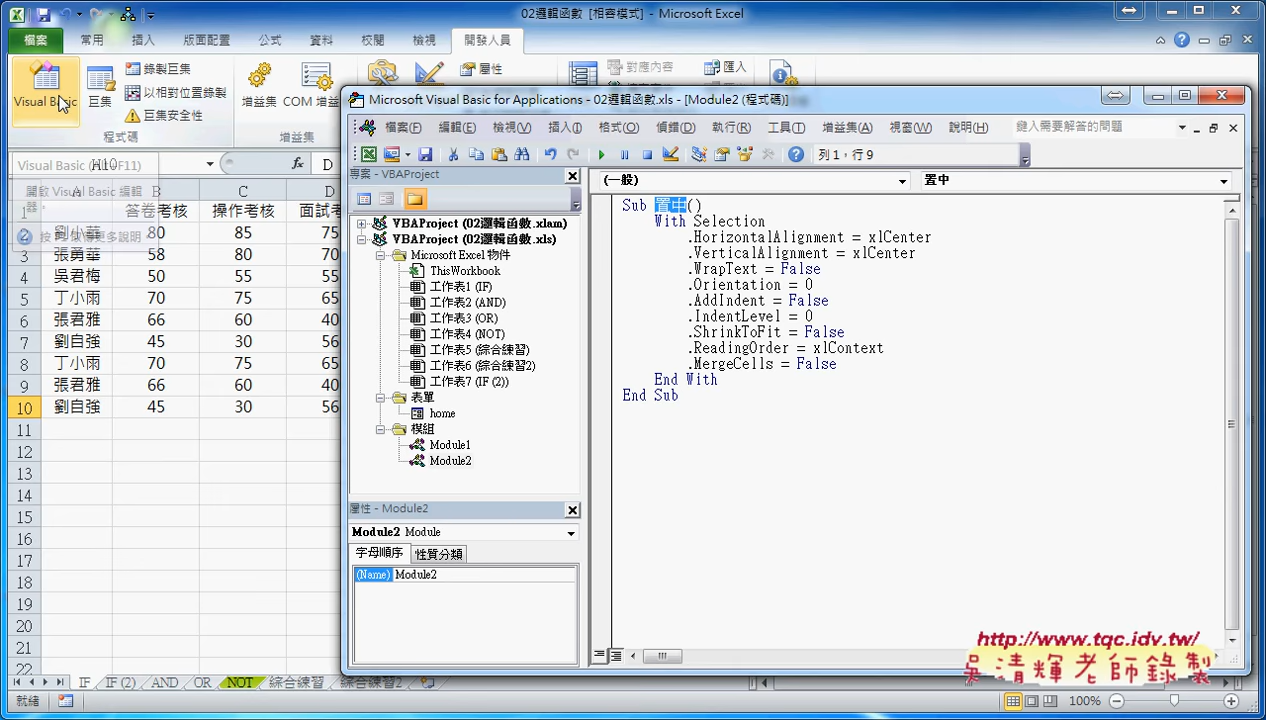 02邏輯函數 [相容模式] - Microsoft Excel
檔案 常用 插入 版面配置 公式 資料 校閱 檢視 開發人員
Visual Basic 巨集 錄製巨集 以相對位置錄製 巨集安全性 增益集 COM 增益 屬性 對應內容 匯入
程式碼 增益集
Visual Basic (Alt+F11)
開啟 Visual Basic 編輯器。
H10 fx D
A B C D
1 答卷考核 操作考核 面試考
2 劉小華 80 85 75
3 張勇華 58 80 70
4 吳君梅 50 55 55
5 丁小雨 70 75 65
6 張君雅 66 60 40
7 劉自強 45 30 56
8 丁小雨 70 75 65
9 張君雅 66 60 40
10 劉自強 45 30 56
11
12
13
14
15
16
17
18
19
20
21
22
IF IF (2) AND OR NOT 綜合練習 綜合練習2
就緒 100%
Microsoft Visual Basic for Applications - 02邏輯函數.xls - [Module2 (程式碼)]
檔案(F) 編輯(E) 檢視(V) 插入(I) 格式(O) 偵錯(D) 執行(R) 工具(T) 增益集(A) 視窗(W) 說明(H) 鍵入需要解答的問題
列 1，行 9
專案 - VBAProject
VBAProject (02邏輯函數.xlam)
VBAProject (02邏輯函數.xls)
Microsoft Excel 物件
ThisWorkbook
工作表1 (IF)
工作表2 (AND)
工作表3 (OR)
工作表4 (NOT)
工作表5 (綜合練習)
工作表6 (綜合練習2)
工作表7 (IF (2))
表單
home
模組
Module1
Module2
屬性 - Module2
Module2 Module
字母順序 性質分類
(Name) Module2
(一般) 置中
Sub 置中()
With Selection
.HorizontalAlignment = xlCenter
.VerticalAlignment = xlCenter
.WrapText = False
.Orientation = 0
.AddIndent = False
.IndentLevel = 0
.ShrinkToFit = False
.ReadingOrder = xlContext
.MergeCells = False
End With
End Sub
http://www.tqc.idv.tw/
吳清輝老師錄製